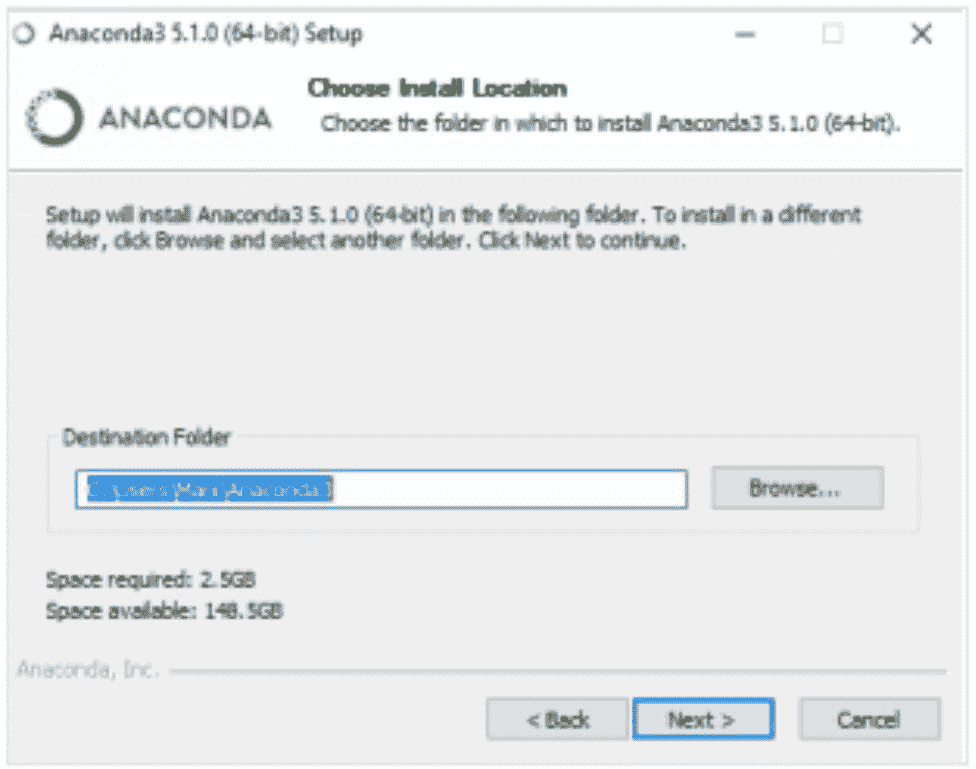 Anaconda3 5.1.0 (64-bit) Setup
ANACONDA
Choose Install Location
Choose the folder in which to install Anaconda3 5.1.0 (64-bit).
Setup will install Anaconda3 5.1.0 (64-bit) in the following folder. To install in a different
folder, click Browse and select another folder. Click Next to continue.
Destination Folder
Browse...
Space required: 2.5GB
Space available: 148.5GB
Anaconda, Inc.
< Back
Next >
Cancel